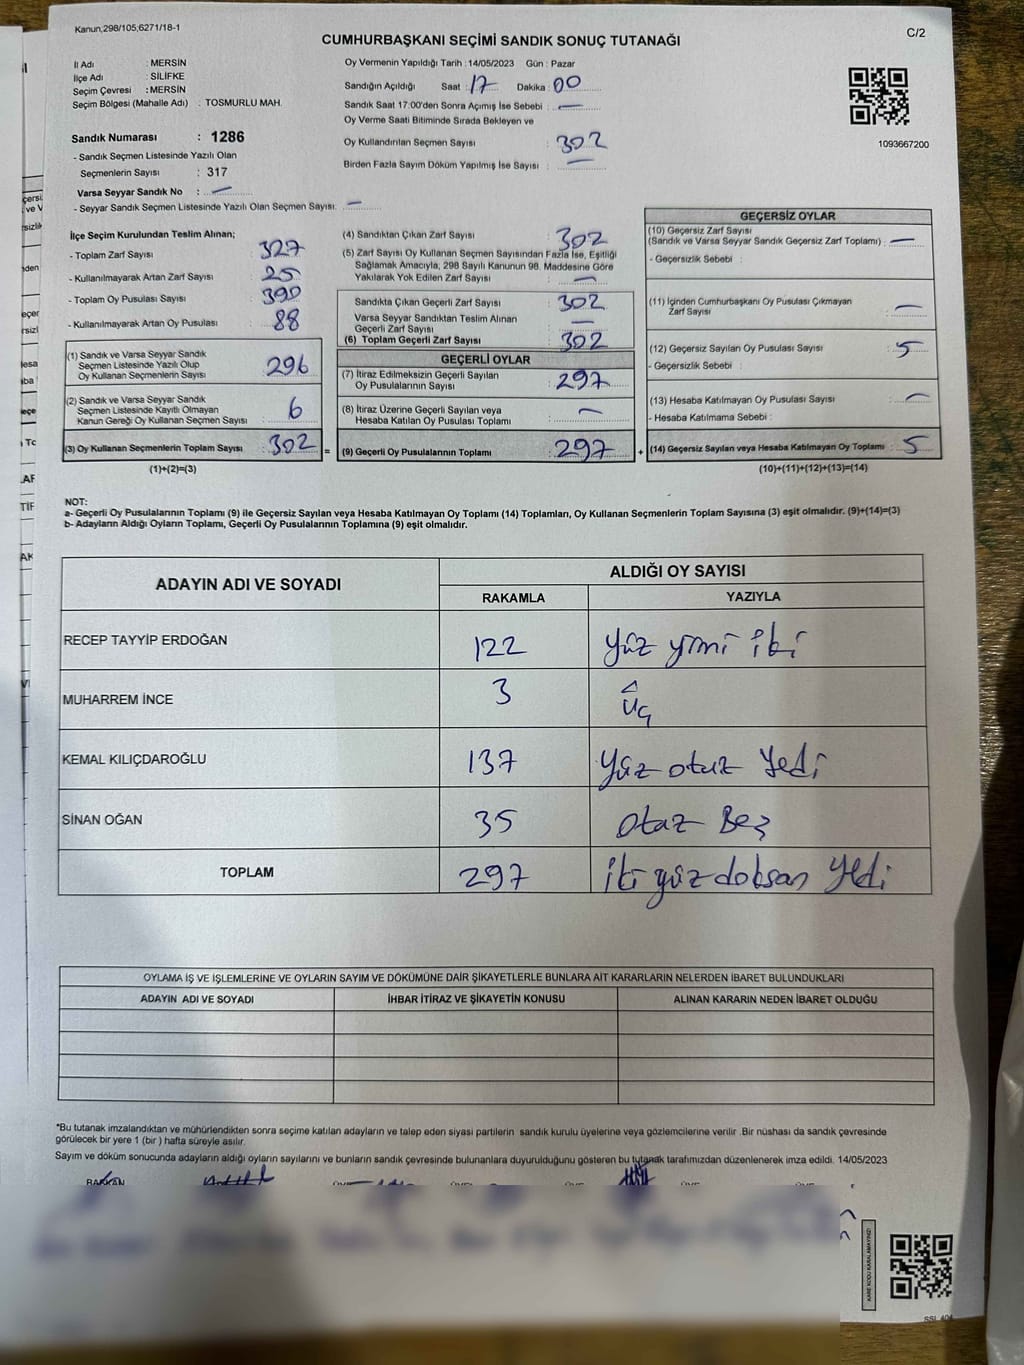 Kanun,298/105,6271/18-1
C/2
CUMHURBAŞKANI SEÇİMİ SANDIK SONUÇ TUTANAĞI
İl Adı : MERSİN
İlçe Adı : SİLİFKE
Seçim Çevresi : MERSİN
Seçim Bölgesi (Mahalle Adı) : TOSMURLU MAH.
Sandık Numarası : 1286
- Sandık Seçmen Listesinde Yazılı Olan
Seçmenlerin Sayısı : 317
Varsa Seyyar Sandık No : —
- Seyyar Sandık Seçmen Listesinde Yazılı Olan Seçmen Sayısı: —
Oy Vermenin Yapıldığı Tarih : 14/05/2023 Gün : Pazar
Sandığın Açıldığı Saat : 17 Dakika : 00
Sandık Saat 17:00'den Sonra Açımış İse Sebebi : —
Oy Verme Saati Bitiminde Sırada Bekleyen ve
Oy Kullandırılan Seçmen Sayısı : 302
Birden Fazla Sayım Döküm Yapılmış İse Sayısı : —
1093667200
İlçe Seçim Kurulundan Teslim Alınan;
- Toplam Zarf Sayısı : 327
- Kullanılmayarak Artan Zarf Sayısı : 25
- Toplam Oy Pusulası Sayısı : 390
- Kullanılmayarak Artan Oy Pusulası : 88
(1) Sandık ve Varsa Seyyar Sandık
Seçmen Listesinde Yazılı Olup
Oy Kullanan Seçmenlerin Sayısı : 296
(2) Sandık ve Varsa Seyyar Sandık
Seçmen Listesinde Kayıtlı Olmayan
Kanun Gereği Oy Kullanan Seçmen Sayısı : 6
(3) Oy Kullanan Seçmenlerin Toplam Sayısı : 302
(1)+(2)=(3)
(4) Sandıktan Çıkan Zarf Sayısı : 302
(5) Zarf Sayısı Oy Kullanan Seçmen Sayısından Fazla İse, Eşitliği
Sağlamak Amacıyla, 298 Sayılı Kanunun 98. Maddesine Göre
Yakılarak Yok Edilen Zarf Sayısı : —
Sandıkta Çıkan Geçerli Zarf Sayısı : 302
Varsa Seyyar Sandıktan Teslim Alınan
Geçerli Zarf Sayısı : —
(6) Toplam Geçerli Zarf Sayısı : 302
GEÇERLİ OYLAR
(7) İtiraz Edilmeksizin Geçerli Sayılan
Oy Pusulalarının Sayısı : 297
(8) İtiraz Üzerine Geçerli Sayılan veya
Hesaba Katılan Oy Pusulası Toplamı : —
= (9) Geçerli Oy Pusulalarının Toplamı : 297
GEÇERSİZ OYLAR
(10) Geçersiz Zarf Sayısı
(Sandık ve Varsa Seyyar Sandık Geçersiz Zarf Toplamı) : —
- Geçersizlik Sebebi :
(11) İçinden Cumhurbaşkanı Oy Pusulası Çıkmayan
Zarf Sayısı : —
(12) Geçersiz Sayılan Oy Pusulası Sayısı : 5
- Geçersizlik Sebebi :
(13) Hesaba Katılmayan Oy Pusulası Sayısı : —
- Hesaba Katılmama Sebebi :
+ (14) Geçersiz Sayılan veya Hesaba Katılmayan Oy Toplamı : 5
(10)+(11)+(12)+(13)=(14)
NOT:
a- Geçerli Oy Pusulalarının Toplamı (9) ile Geçersiz Sayılan veya Hesaba Katılmayan Oy Toplamı (14) Toplamları, Oy Kullanan Seçmenlerin Toplam Sayısına (3) eşit olmalıdır. (9)+(14)=(3)
b- Adayların Aldığı Oyların Toplamı, Geçerli Oy Pusulalarının Toplamına (9) eşit olmalıdır.
ADAYIN ADI VE SOYADI
ALDIĞI OY SAYISI
RAKAMLA YAZIYLA
RECEP TAYYİP ERDOĞAN 122 yüz yirmi iki
MUHARREM İNCE 3 üç
KEMAL KILIÇDAROĞLU 137 Yüz otuz Yedi
SİNAN OĞAN 35 Otuz Beş
TOPLAM 297 iki yüz doksan Yedi
OYLAMA İŞ VE İŞLEMLERİNE VE OYLARIN SAYIM VE DÖKÜMÜNE DAİR ŞİKAYETLERLE BUNLARA AİT KARARLARIN NELERDEN İBARET BULUNDUKLARI
ADAYIN ADI VE SOYADI İHBAR İTİRAZ VE ŞİKAYETİN KONUSU ALINAN KARARIN NEDEN İBARET OLDUĞU
*Bu tutanak imzalandıktan ve mühürlendikten sonra seçime katılan adayların ve talep eden siyasi partilerin sandık kurulu üyelerine veya gözlemcilerine verilir .Bir nüshası da sandık çevresinde
görülecek bir yere 1 (bir ) hafta süreyle asılır.
Sayım ve döküm sonucunda adayların aldığı oyların sayılarını ve bunların sandık çevresinde bulunanlara duyurulduğunu gösteren bu tutanak tarafımızdan düzenlenerek imza edildi. 14/05/2023
BAŞKAN
KARE KODU KARALAMAYINIZ!